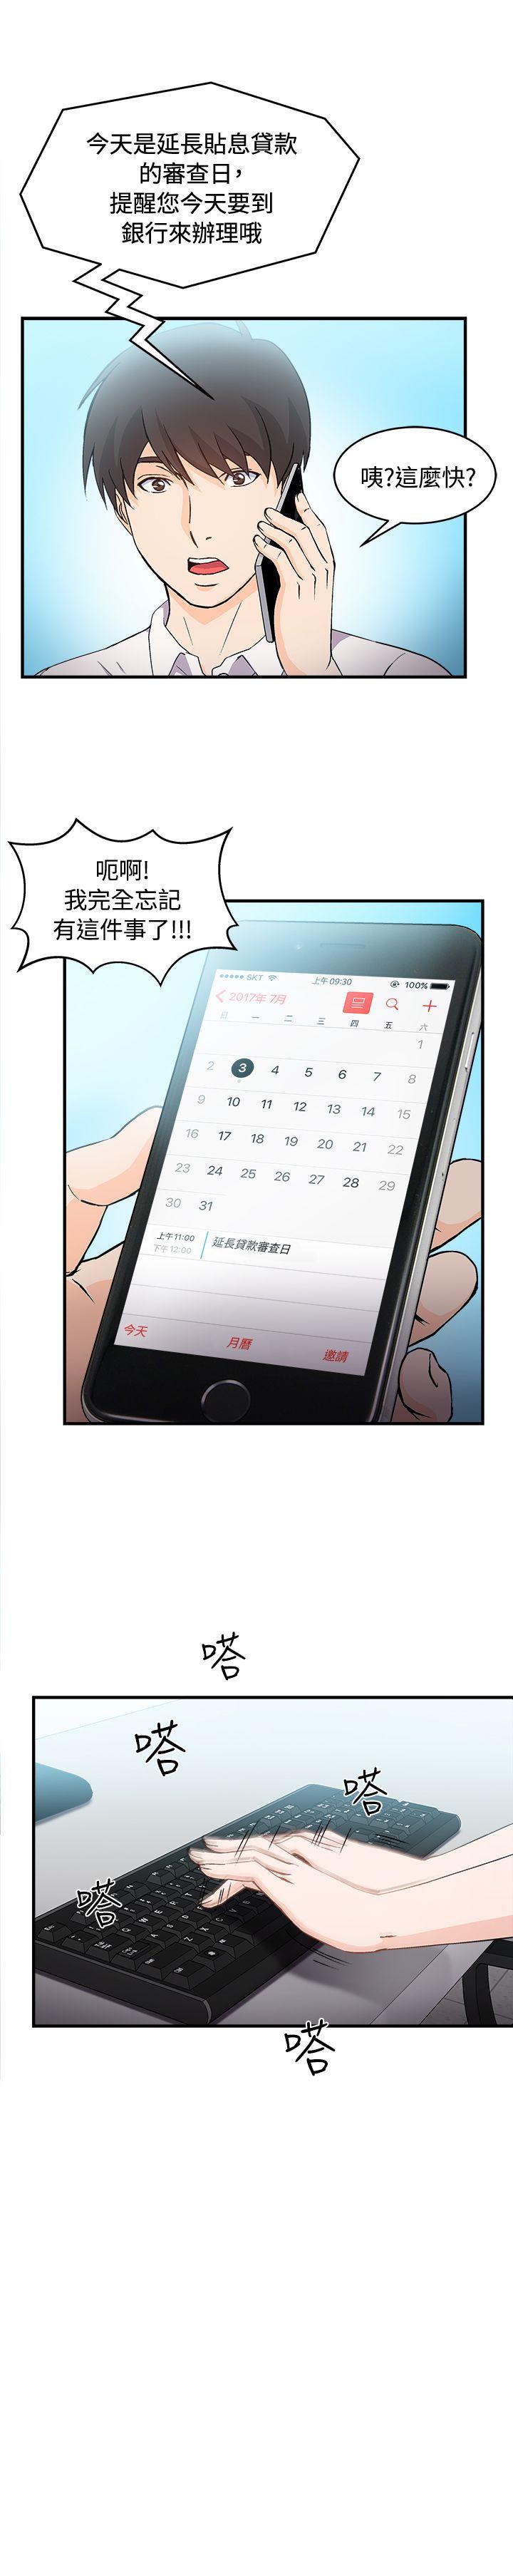 今天是延長貼息貸款
的審查日，
提醒您今天要到
銀行來辦理哦
咦?這麼快?
呃啊!
我完全忘記
有這件事了!!!
SKT 上午09:30 100%
2017年 7月
日 一 二 三 四 五 六
1
2 3 4 5 6 7 8
9 10 11 12 13 14 15
16 17 18 19 20 21 22
23 24 25 26 27 28 29
30 31
上午11:00 延長貸款審查日
下午12:00
今天 月曆 邀請
嗒
嗒
嗒
嗒
嗒